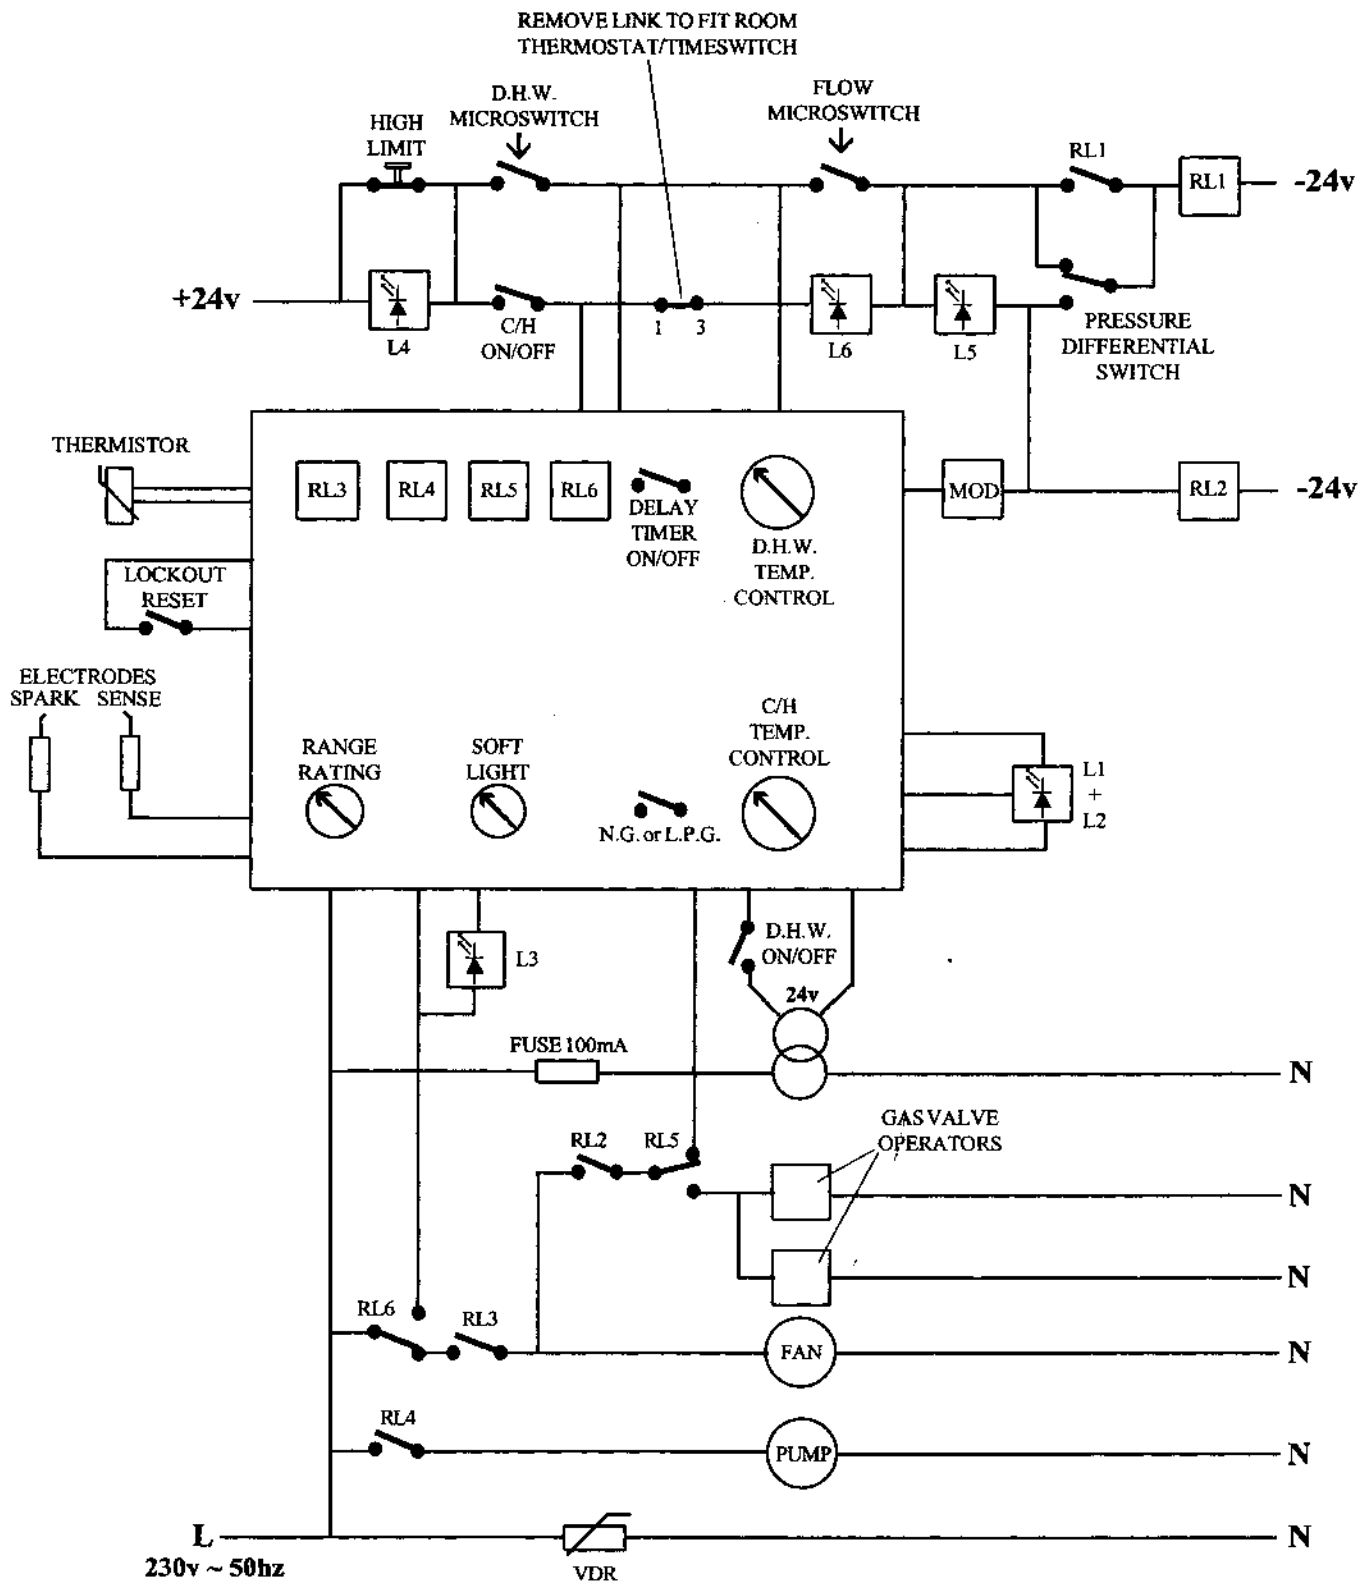 REMOVE LINK TO FIT ROOM
THERMOSTAT/TIMESWITCH
D.H.W.
MICROSWITCH
FLOW
MICROSWITCH
HIGH
LIMIT
RL1
RL1
-24v
+24v
L4
C/H
ON/OFF
1
3
L6
L5
PRESSURE
DIFFERENTIAL
SWITCH
THERMISTOR
RL3
RL4
RL5
RL6
DELAY
TIMER
ON/OFF
D.H.W.
TEMP.
CONTROL
MOD
RL2
-24v
LOCKOUT
RESET
ELECTRODES
SPARK SENSE
RANGE
RATING
SOFT
LIGHT
N.G. or L.P.G.
C/H
TEMP.
CONTROL
L1
+
L2
L3
D.H.W.
ON/OFF
24v
FUSE 100mA
N
GAS VALVE
OPERATORS
RL2
RL5
N
N
RL6
RL3
FAN
N
RL4
PUMP
N
L
230v ~ 50hz
VDR
N